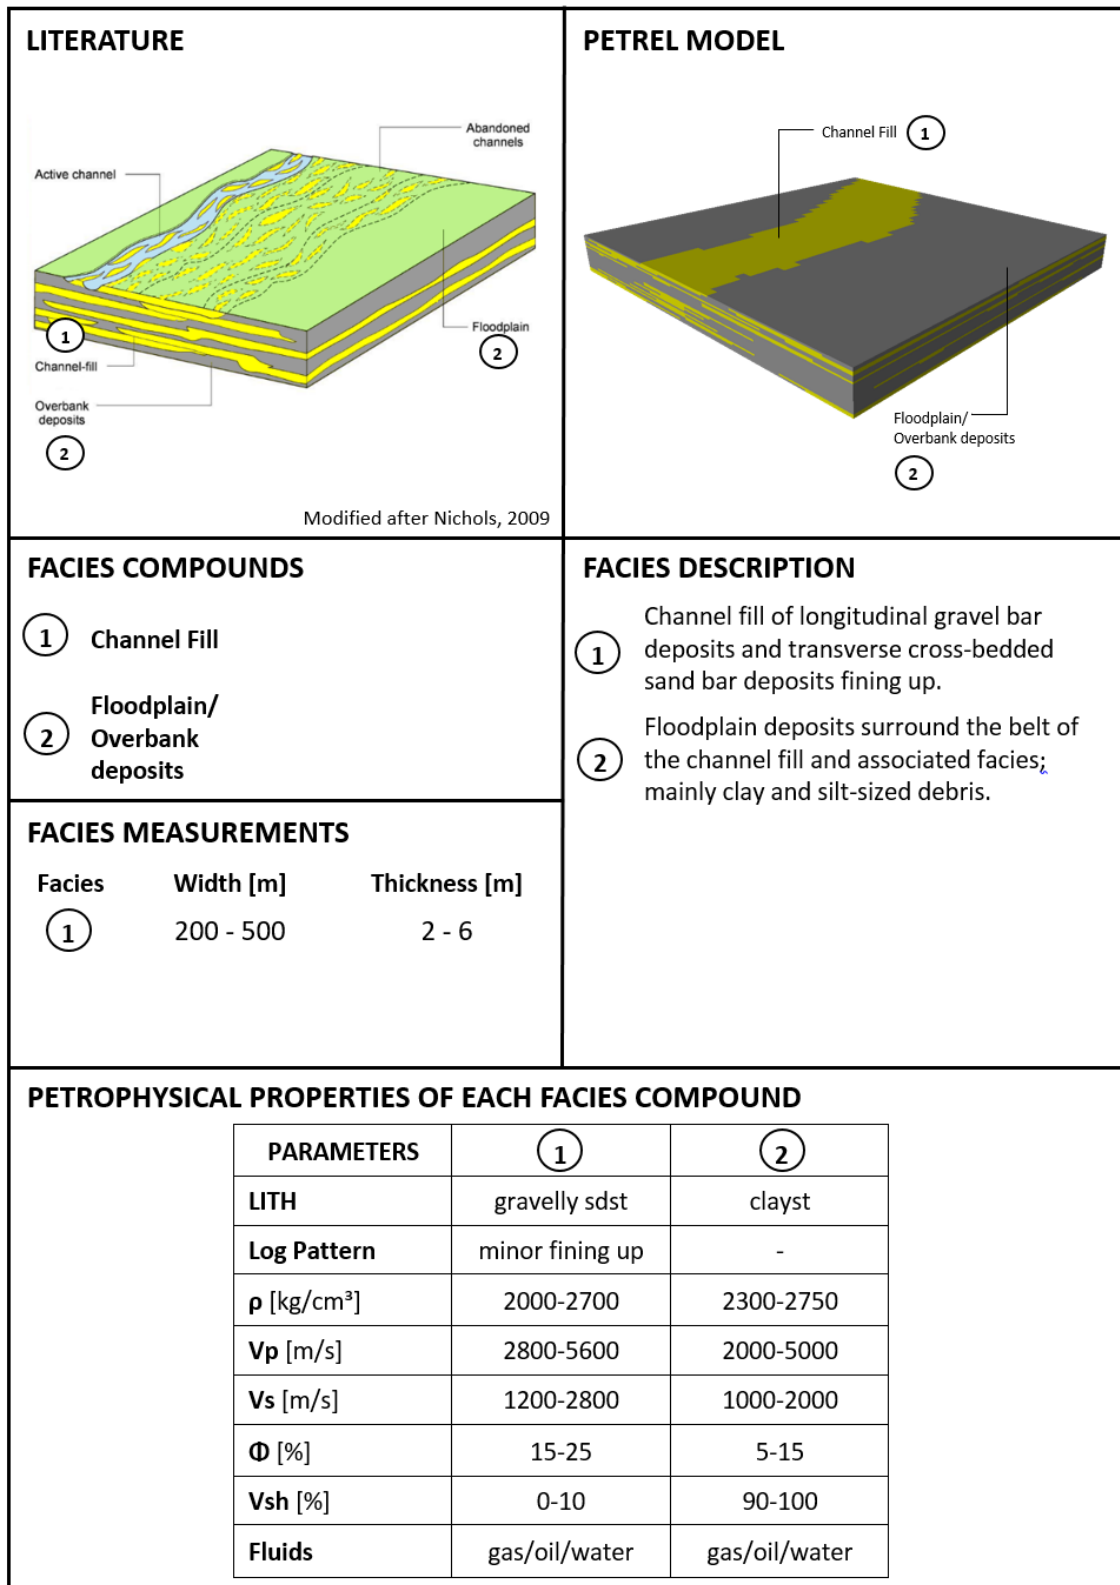 LITERATURE
Abandoned
channels
Active channel
1
Channel-fill
Floodplain
2
Overbank
deposits
2
Modified after Nichols, 2009
PETREL MODEL
Channel Fill 1
Floodplain/
Overbank deposits
2
FACIES COMPOUNDS
1 Channel Fill
2 Floodplain/
Overbank
deposits
FACIES DESCRIPTION
1 Channel fill of longitudinal gravel bar
deposits and transverse cross-bedded
sand bar deposits fining up.
2 Floodplain deposits surround the belt of
the channel fill and associated facies;
mainly clay and silt-sized debris.
FACIES MEASUREMENTS
Facies Width [m] Thickness [m]
1 200 - 500 2 - 6
PETROPHYSICAL PROPERTIES OF EACH FACIES COMPOUND
PARAMETERS 1 2
LITH gravelly sdst clayst
Log Pattern minor fining up -
ρ [kg/cm³] 2000-2700 2300-2750
Vp [m/s] 2800-5600 2000-5000
Vs [m/s] 1200-2800 1000-2000
Φ [%] 15-25 5-15
Vsh [%] 0-10 90-100
Fluids gas/oil/water gas/oil/water